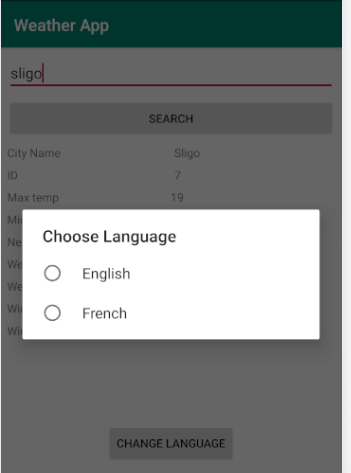 Weather App
sligo
SEARCH
City Name Sligo
ID 7
Max temp 19
Choose Language
English
French
CHANGE LANGUAGE